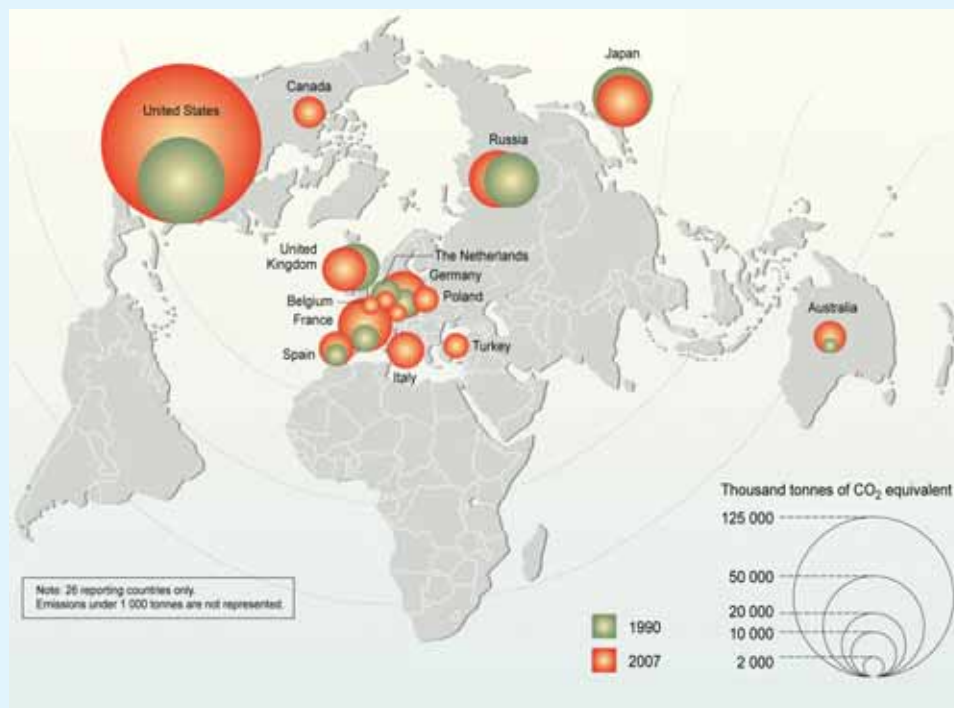 Japan
Canada
United States
Russia
United
Kingdom
The Netherlands
Germany
Belgium
Poland
France
Australia
Spain
Turkey
Italy
Thousand tonnes of CO₂ equivalent
125 000
50 000
20 000
10 000
2 000
Note: 26 reporting countries only.
Emissions under 1 000 tonnes are not represented.
1990
2007